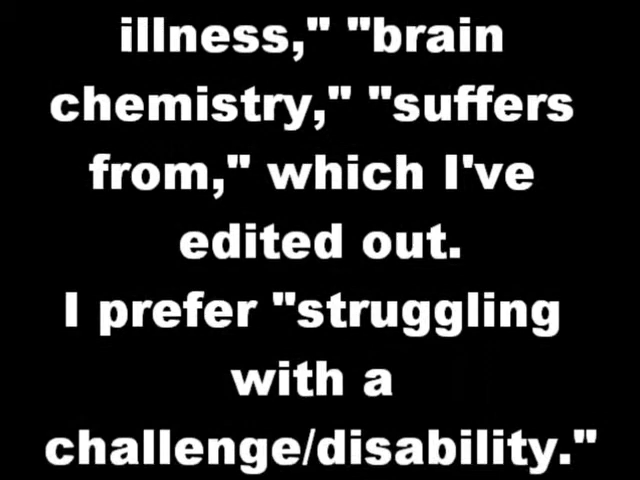 illness," "brain
chemistry," "suffers
from," which I've
edited out.
I prefer "struggling
with a
challenge/disability."